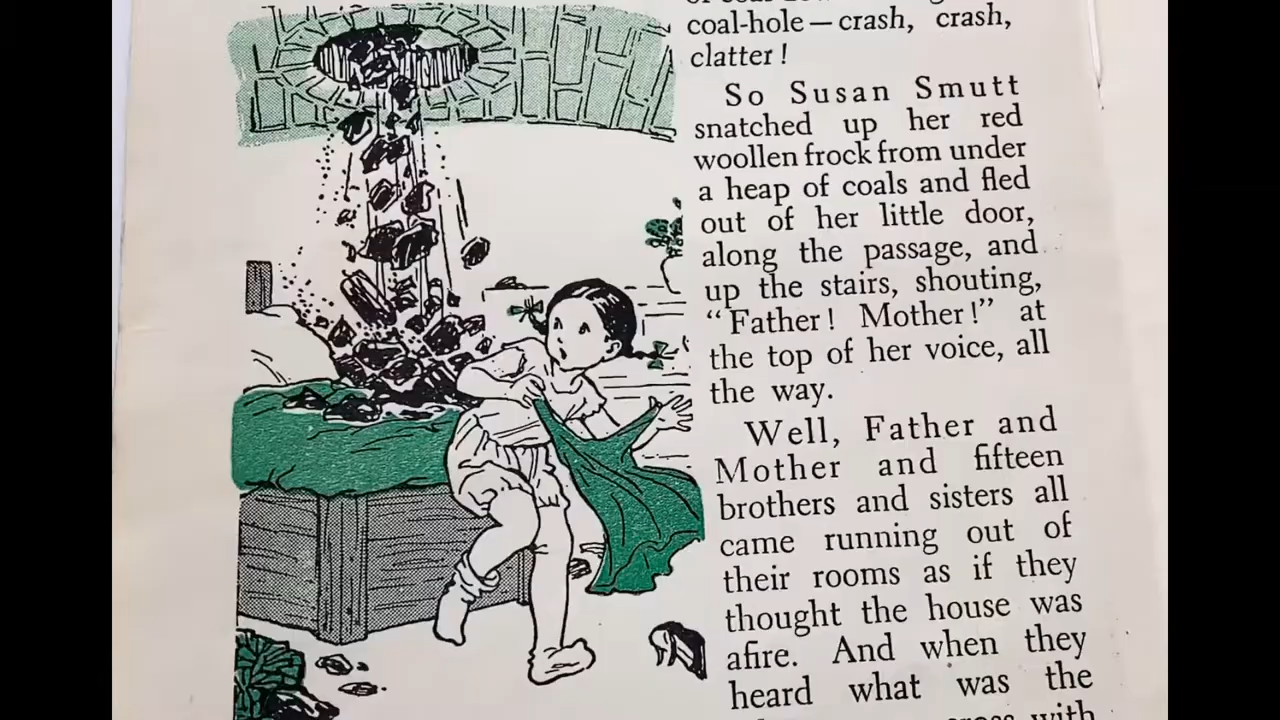 coal-hole — crash, crash,
clatter !
So Susan Smutt
snatched up her red
woollen frock from under
a heap of coals and fled
out of her little door,
along the passage, and
up the stairs, shouting,
“Father ! Mother !” at
the top of her voice, all
the way.
Well, Father and
Mother and fifteen
brothers and sisters all
came running out of
their rooms as if they
thought the house was
afire. And when they
heard what was the
cross with